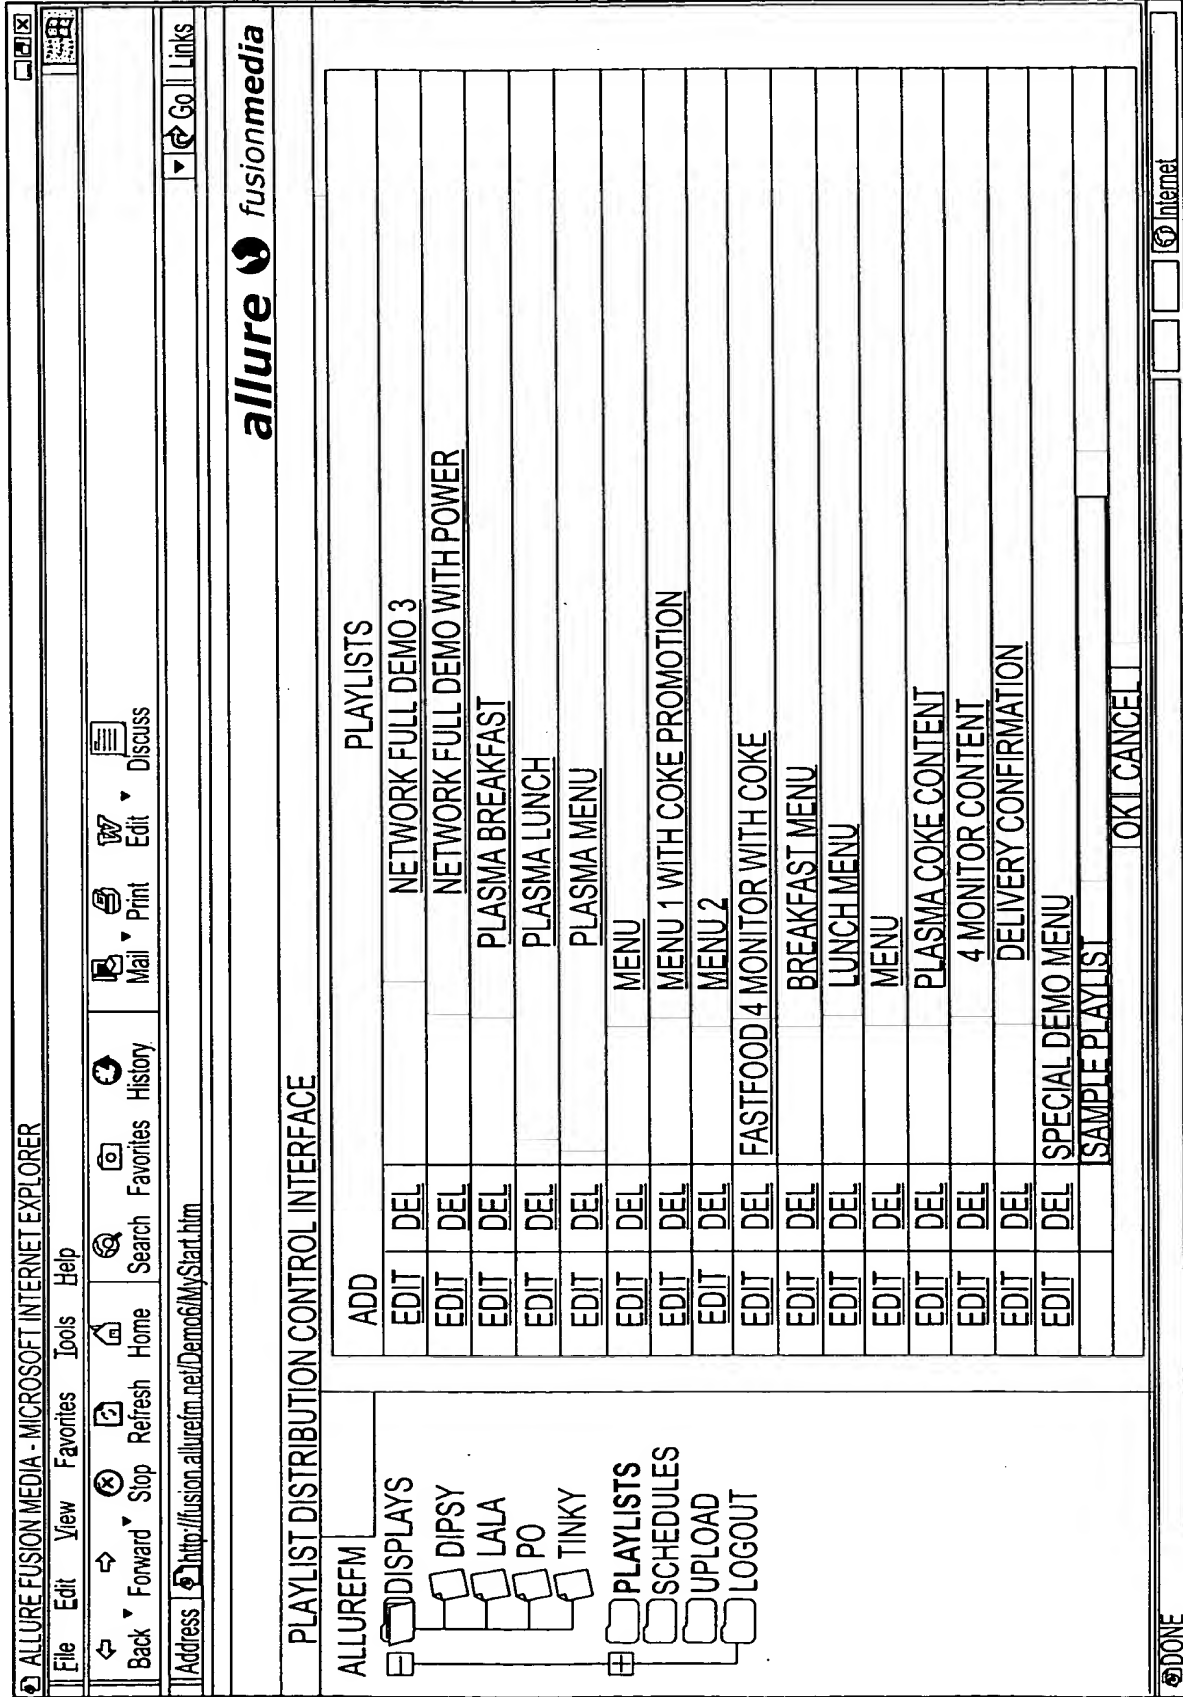 ALLURE FUSION MEDIA - MICROSOFT INTERNET EXPLORER
File Edit View Favorites Tools Help
Back Forward Stop Refresh Home Search Favorites History Mail Print Edit Discuss
Address http://fusion.allurefm.net/Demo6/MyStart.htm Go Links
allure fusionmedia
PLAYLIST DISTRIBUTION CONTROL INTERFACE
ALLUREFM
DISPLAYS
DIPSY
LALA
PO
TINKY
PLAYLISTS
SCHEDULES
UPLOAD
LOGOUT
ADD PLAYLISTS
EDIT DEL NETWORK FULL DEMO 3
EDIT DEL NETWORK FULL DEMO WITH POWER
EDIT DEL PLASMA BREAKFAST
EDIT DEL PLASMA LUNCH
EDIT DEL PLASMA MENU
EDIT DEL MENU
EDIT DEL MENU 1 WITH COKE PROMOTION
EDIT DEL MENU 2
EDIT DEL FASTFOOD 4 MONITOR WITH COKE
EDIT DEL BREAKFAST MENU
EDIT DEL LUNCH MENU
EDIT DEL MENU
EDIT DEL PLASMA COKE CONTENT
EDIT DEL 4 MONITOR CONTENT
EDIT DEL DELIVERY CONFIRMATION
EDIT DEL SPECIAL DEMO MENU
SAMPLE PLAYLIST
OK CANCEL
DONE Internet